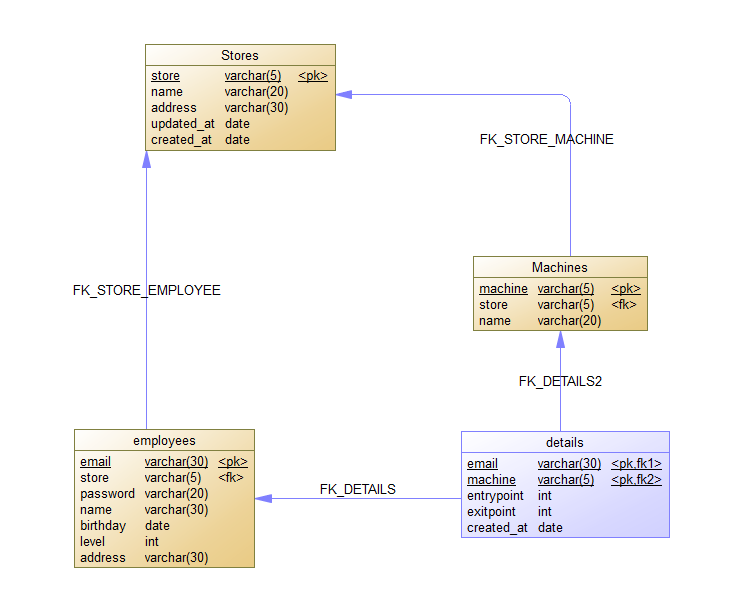 Stores
store varchar(5) <pk>
name varchar(20)
address varchar(30)
updated_at date
created_at date
FK_STORE_MACHINE
Machines
machine varchar(5) <pk>
store varchar(5) <fk>
name varchar(20)
FK_STORE_EMPLOYEE
FK_DETAILS2
employees
email varchar(30) <pk>
store varchar(5) <fk>
password varchar(20)
name varchar(30)
birthday date
level int
address varchar(30)
FK_DETAILS
details
email varchar(30) <pk,fk1>
machine varchar(5) <pk,fk2>
entrypoint int
exitpoint int
created_at date